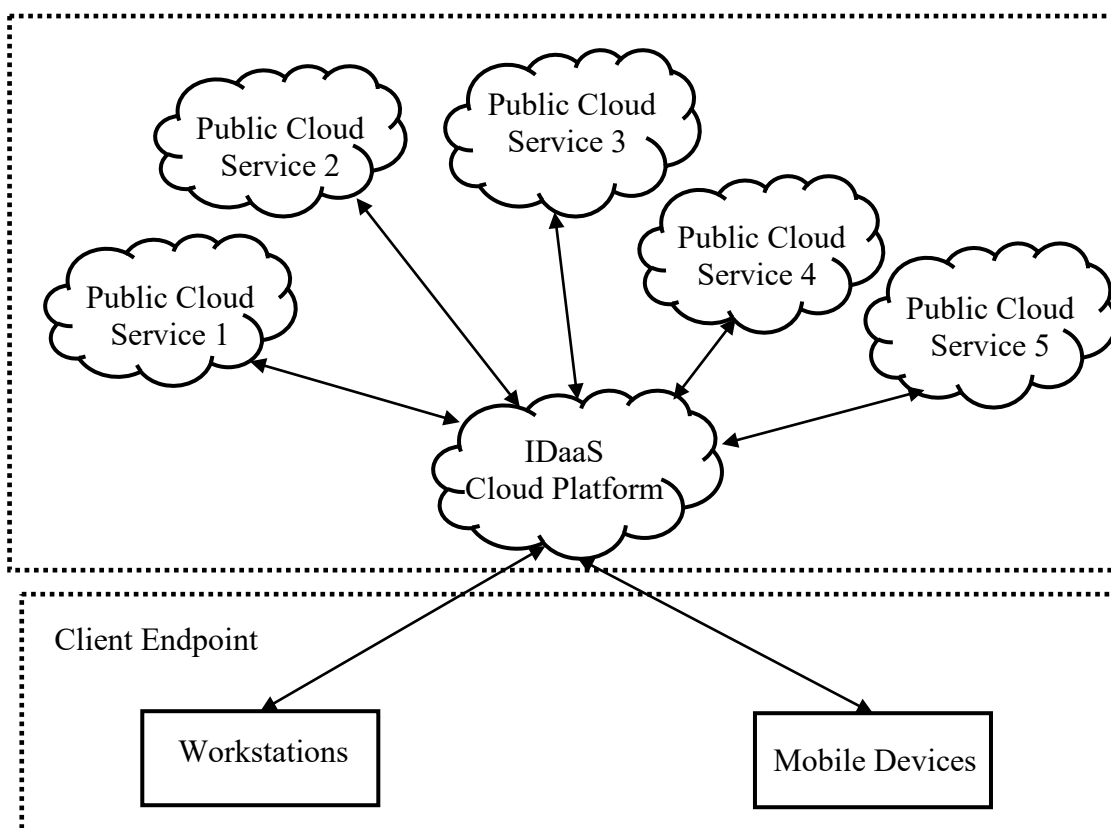 Public Cloud
Service 3
Public Cloud
Service 2
Public Cloud
Service 4
Public Cloud
Service 1
Public Cloud
Service 5
IDaaS
Cloud Platform
Client Endpoint
Workstations
Mobile Devices